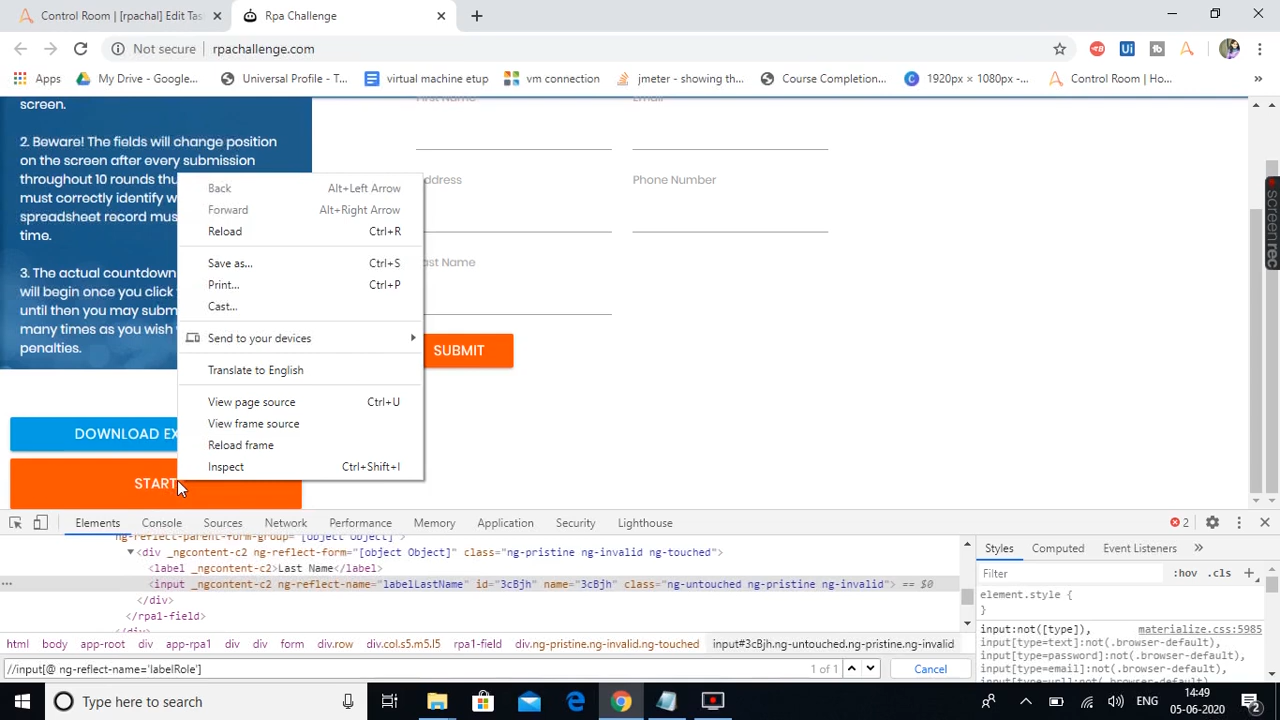 Control Room | [rpachal] Edit Tas
Rpa Challenge
Not secure | rpachallenge.com
Apps
My Drive - Google...
Universal Profile - T...
virtual machine etup
vm connection
jmeter - showing th...
Course Completion...
1920px × 1080px –...
Control Room | Ho...
screen.
2. Beware! The fields will change position
on the screen after every submission
throughout 10 rounds thu
must correctly identify w
spreadsheet record mus
time.
3. The actual countdown
will begin once you click
until then you may subm
many times as you wish
penalties.
First Name
Email
ddress
Phone Number
ast Name
SUBMIT
DOWNLOAD EX
START
Back Alt+Left Arrow
Forward Alt+Right Arrow
Reload Ctrl+R
Save as... Ctrl+S
Print... Ctrl+P
Cast...
Send to your devices
Translate to English
View page source Ctrl+U
View frame source
Reload frame
Inspect Ctrl+Shift+I
screenrec
Elements Console Sources Network Performance Memory Application Security Lighthouse 2
ng-reflect-parent-form-group="[object Object]">
<div _ngcontent-c2 ng-reflect-form="[object Object]" class="ng-pristine ng-invalid ng-touched">
<label _ngcontent-c2>Last Name</label>
<input _ngcontent-c2 ng-reflect-name="labelLastName" id="3cBjh" name="3cBjh" class="ng-untouched ng-pristine ng-invalid"> == $0
</div>
</rpa1-field>
</div>
html body app-root div app-rpa1 div div form div.row div.col.s5.m5.l5 rpa1-field div.ng-pristine.ng-invalid.ng-touched input#3cBjh.ng-untouched.ng-pristine.ng-invalid
//input[@ ng-reflect-name='labelRole']
1 of 1
Cancel
Styles Computed Event Listeners »
Filter :hov .cls +
element.style {
}
input:not([type]), materialize.css:5985
input[type=text]:not(.browser-default),
input[type=password]:not(.browser-default),
input[type=email]:not(.browser-default),
Type here to search
ENG
14:49
05-06-2020
2